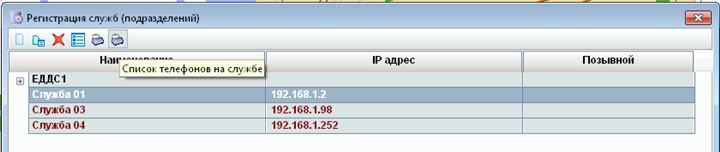 Регистрация служб (подразделений)
Наименование IP адрес Позывной
Список телефонов на службе
ЕДДС1
Служба 01 192.168.1.2
Служба 03 192.168.1.98
Служба 04 192.168.1.252